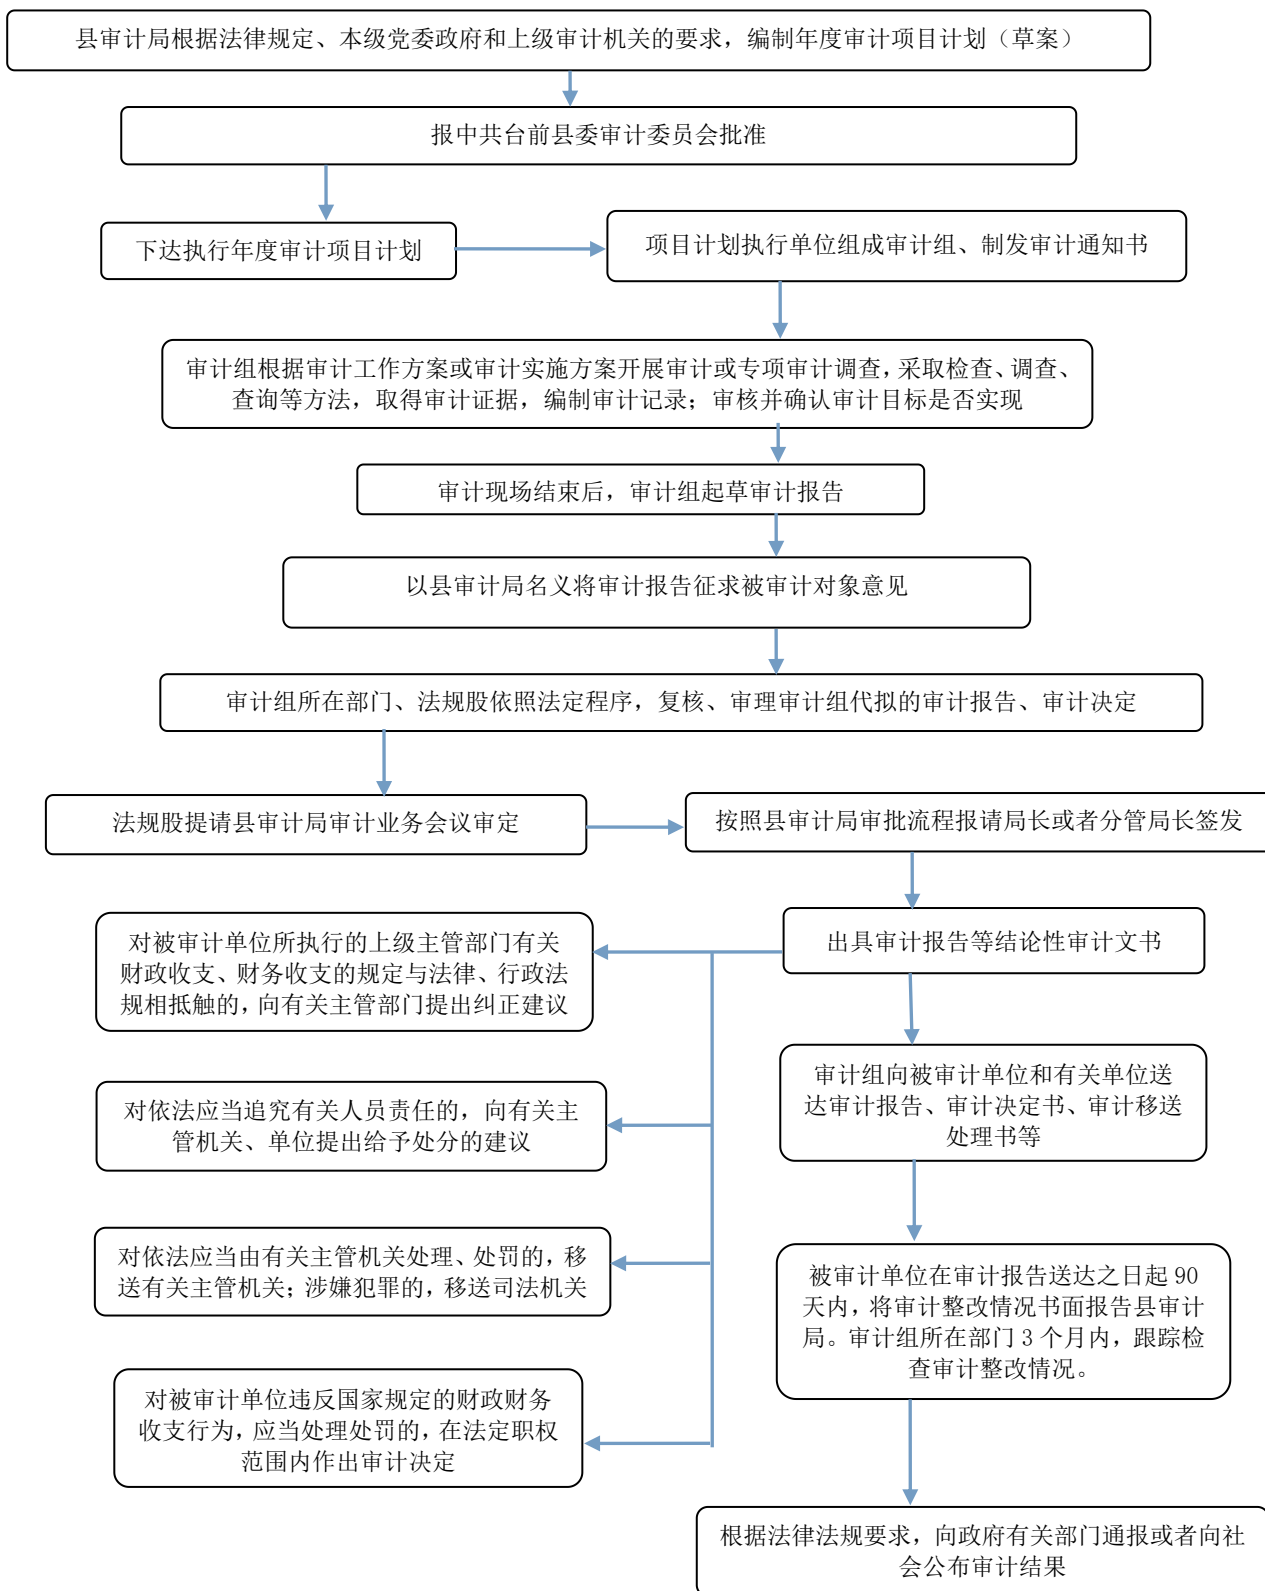 县审计局根据法律规定、本级党委政府和上级审计机关的要求，编制年度审计项目计划（草案）
报中共台前县委审计委员会批准
下达执行年度审计项目计划
项目计划执行单位组成审计组、制发审计通知书
审计组根据审计工作方案或审计实施方案开展审计或专项审计调查，采取检查、调查、
查询等方法，取得审计证据，编制审计记录；审核并确认审计目标是否实现
审计现场结束后，审计组起草审计报告
以县审计局名义将审计报告征求被审计对象意见
审计组所在部门、法规股依照法定程序，复核、审理审计组代拟的审计报告、审计决定
法规股提请县审计局审计业务会议审定
按照县审计局审批流程报请局长或者分管局长签发
出具审计报告等结论性审计文书
对被审计单位所执行的上级主管部门有关
财政收支、财务收支的规定与法律、行政法
规相抵触的，向有关主管部门提出纠正建议
对依法应当追究有关人员责任的，向有关主
管机关、单位提出给予处分的建议
对依法应当由有关主管机关处理、处罚的，移
送有关主管机关；涉嫌犯罪的，移送司法机关
对被审计单位违反国家规定的财政财务
收支行为，应当处理处罚的，在法定职权
范围内作出审计决定
审计组向被审计单位和有关单位送
达审计报告、审计决定书、审计移送
处理书等
被审计单位在审计报告送达之日起 90
天内，将审计整改情况书面报告县审计
局。审计组所在部门 3 个月内，跟踪检
查审计整改情况。
根据法律法规要求，向政府有关部门通报或者向社
会公布审计结果